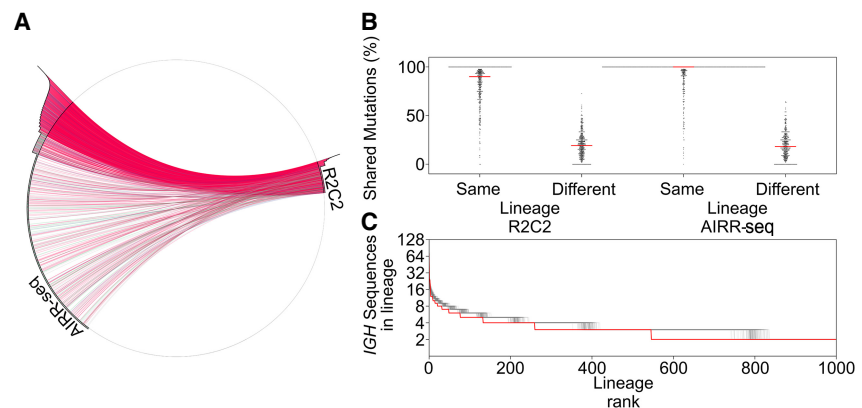 A
R2C2
AIRR-seq
B
Shared Mutations (%)
100
50
0
Same
Different
Same
Different
Lineage
Lineage
R2C2
AIRR-seq
C
IGH Sequences
in lineage
128
64
32
16
8
4
2
0
200
400
600
800
1000
Lineage
rank